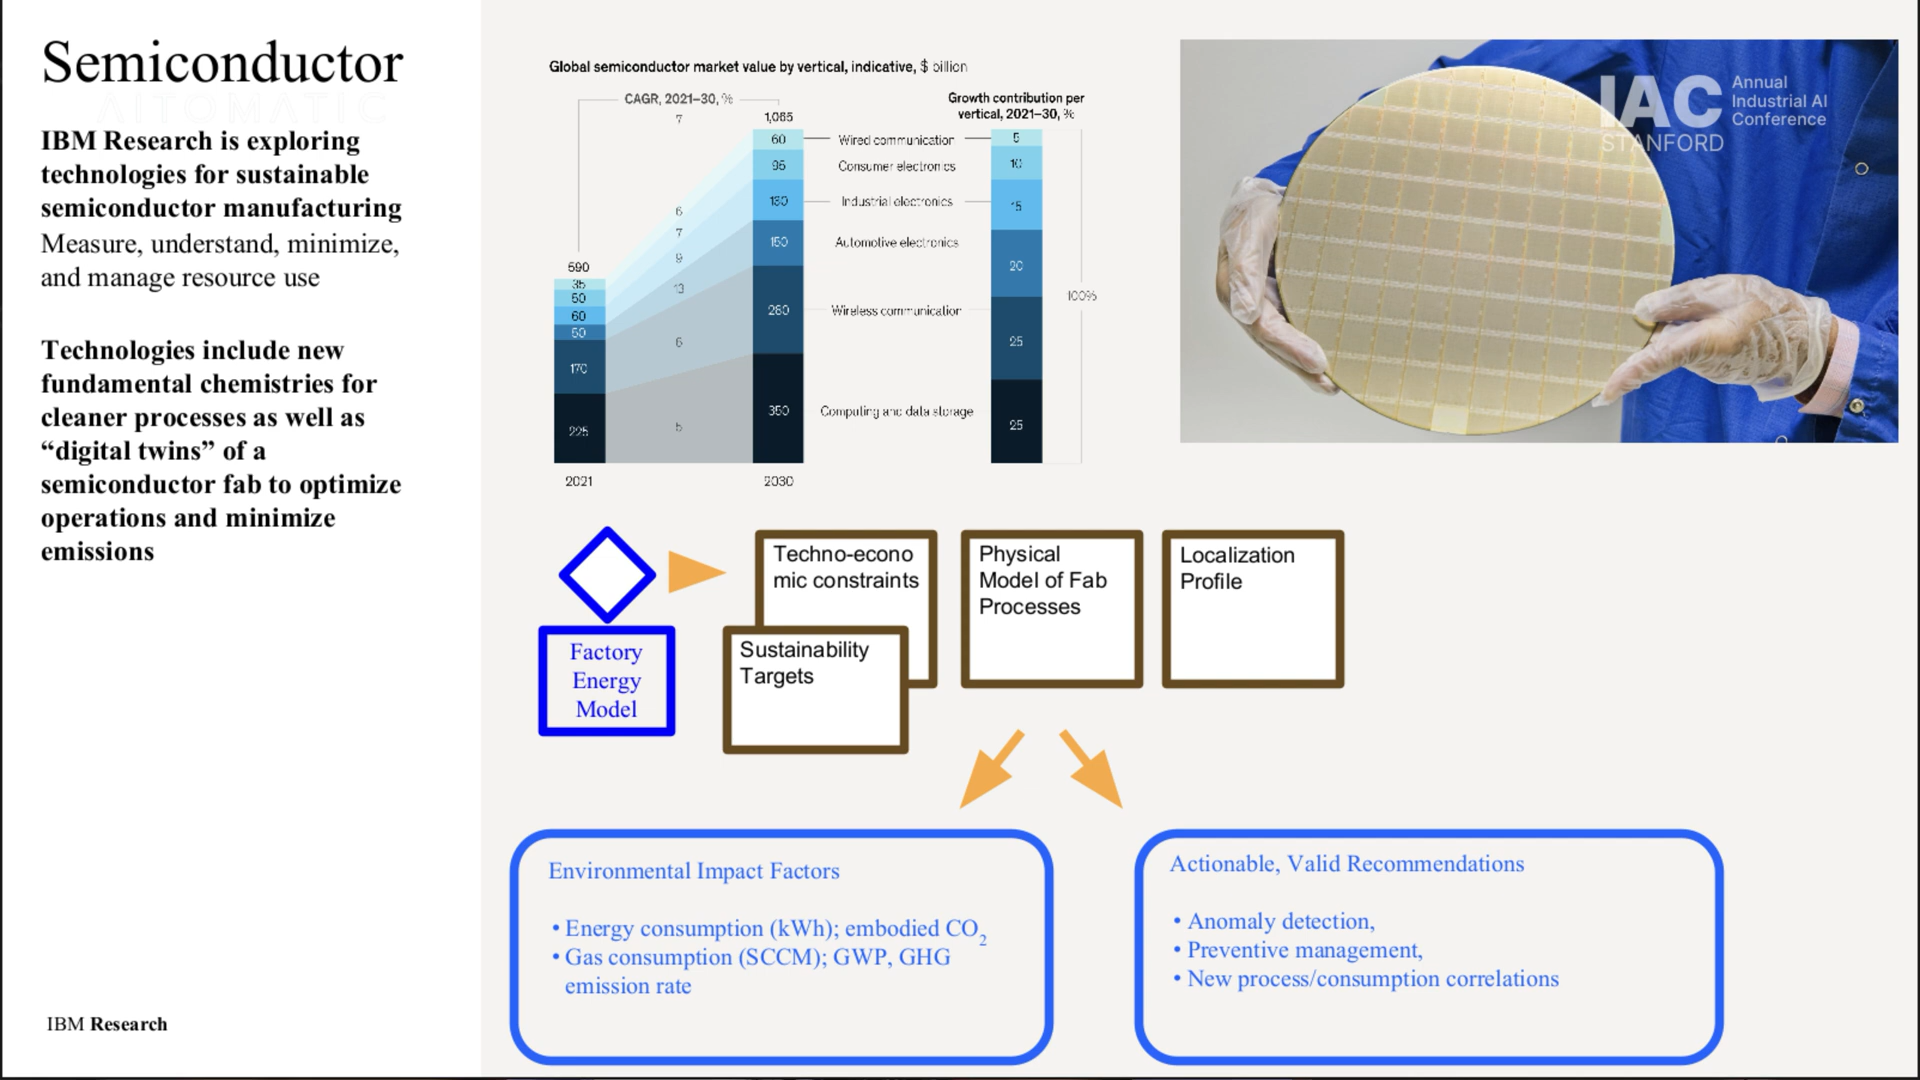 Semiconductor
AITOMATIC
IBM Research is exploring
technologies for sustainable
semiconductor manufacturing
Measure, understand, minimize,
and manage resource use
Technologies include new
fundamental chemistries for
cleaner processes as well as
“digital twins” of a
semiconductor fab to optimize
operations and minimize
emissions
IBM Research
Global semiconductor market value by vertical, indicative, $ billion
CAGR, 2021–30, %
7
1,065
590
Growth contribution per
vertical, 2021–30, %
60 Wired communication 5
95 Consumer electronics 10
6
130 Industrial electronics 15
7
150 Automotive electronics 20
9
13
280 Wireless communication 25
6
350 Computing and data storage 25
5
35
50
60
50
170
225
100%
2021
2030
IAC
STANFORD
Annual
Industrial AI
Conference
Factory
Energy
Model
Techno-econo
mic constraints
Sustainability
Targets
Physical
Model of Fab
Processes
Localization
Profile
Environmental Impact Factors
• Energy consumption (kWh); embodied CO2
• Gas consumption (SCCM); GWP, GHG
emission rate
Actionable, Valid Recommendations
• Anomaly detection,
• Preventive management,
• New process/consumption correlations